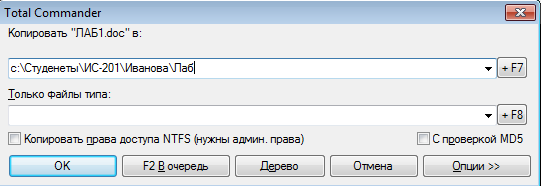 Total Commander
Копировать "ЛАБ1.doc" в:
c:\Студенеты\ИС-201\Иванова\Лаб
+ F7
Только файлы типа:
+ F8
Копировать права доступа NTFS (нужны админ. права)
С проверкой MD5
OK
F2 В очередь
Дерево
Отмена
Опции >>